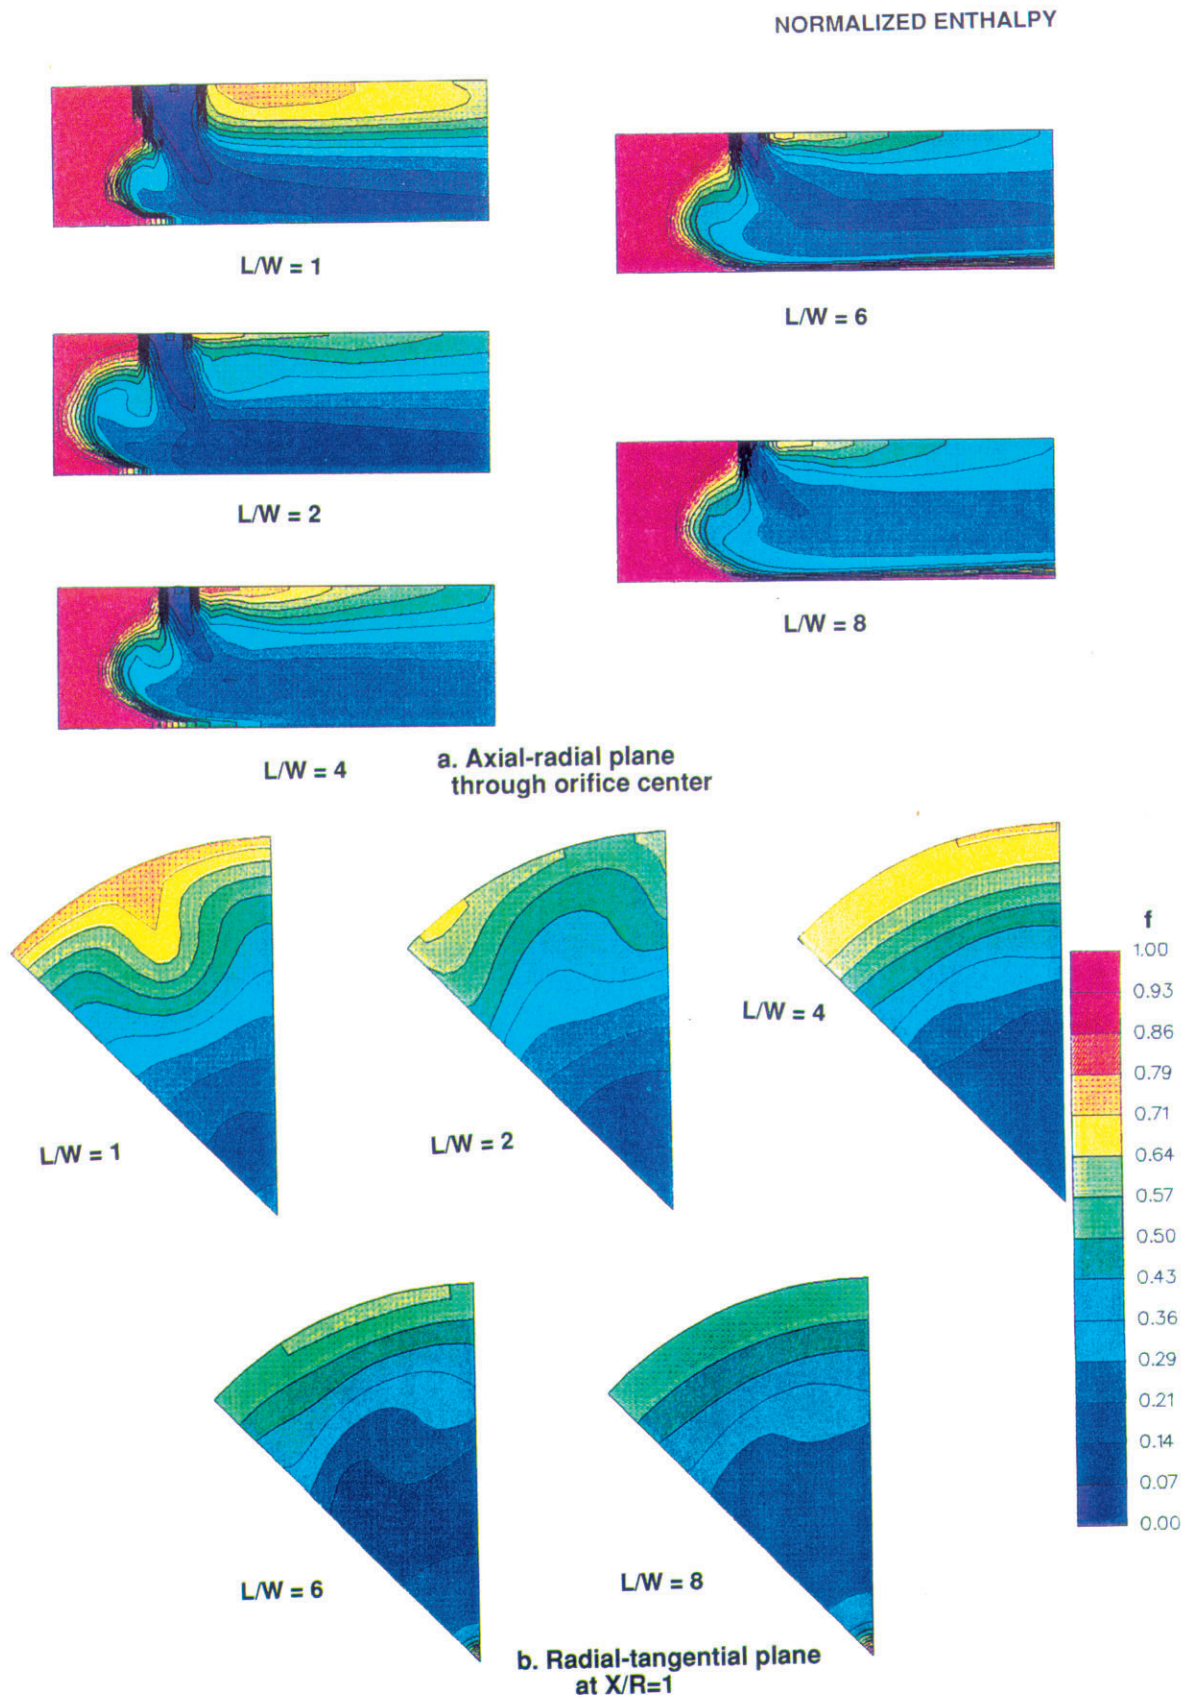 NORMALIZED ENTHALPY
L/W = 1
L/W = 6
L/W = 2
L/W = 8
L/W = 4
a. Axial-radial plane
through orifice center
f
1.00
0.93
0.86
0.79
0.71
0.64
0.57
0.50
0.43
0.36
0.29
0.21
0.14
0.07
0.00
L/W = 4
L/W = 1
L/W = 2
L/W = 6
L/W = 8
b. Radial-tangential plane
at X/R=1